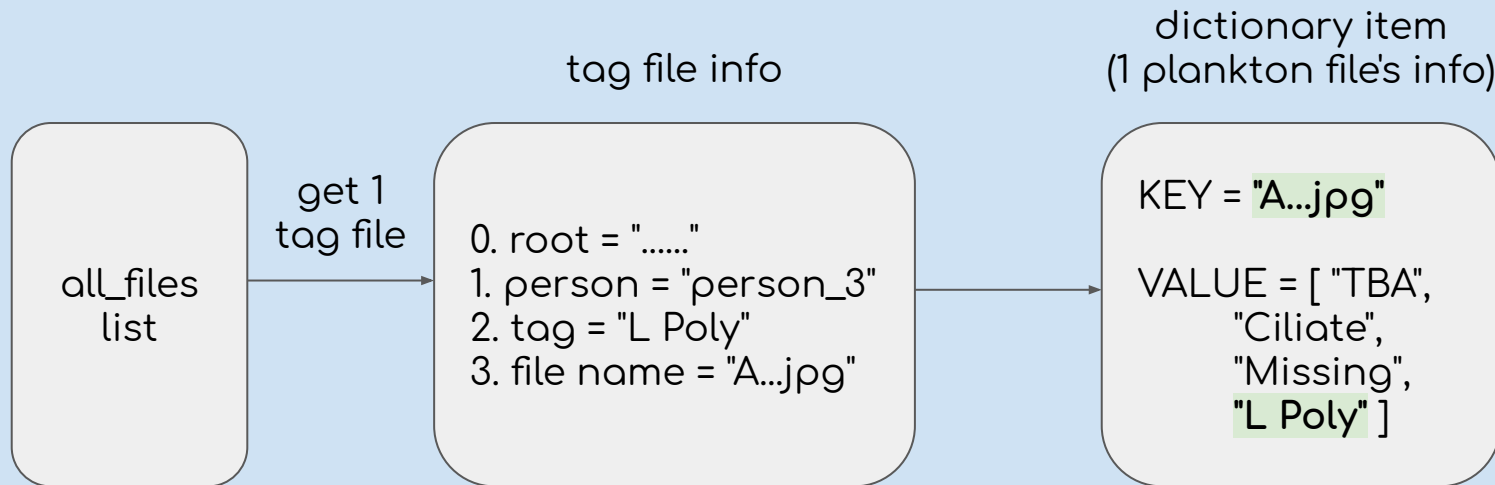 all_files
list
get 1
tag file
tag file info
0. root = "......"
1. person = "person_3"
2. tag = "L Poly"
3. file name = "A...jpg"
dictionary item
(1 plankton file's info)
KEY = "A...jpg"
VALUE = [ "TBA",
"Ciliate",
"Missing",
"L Poly" ]